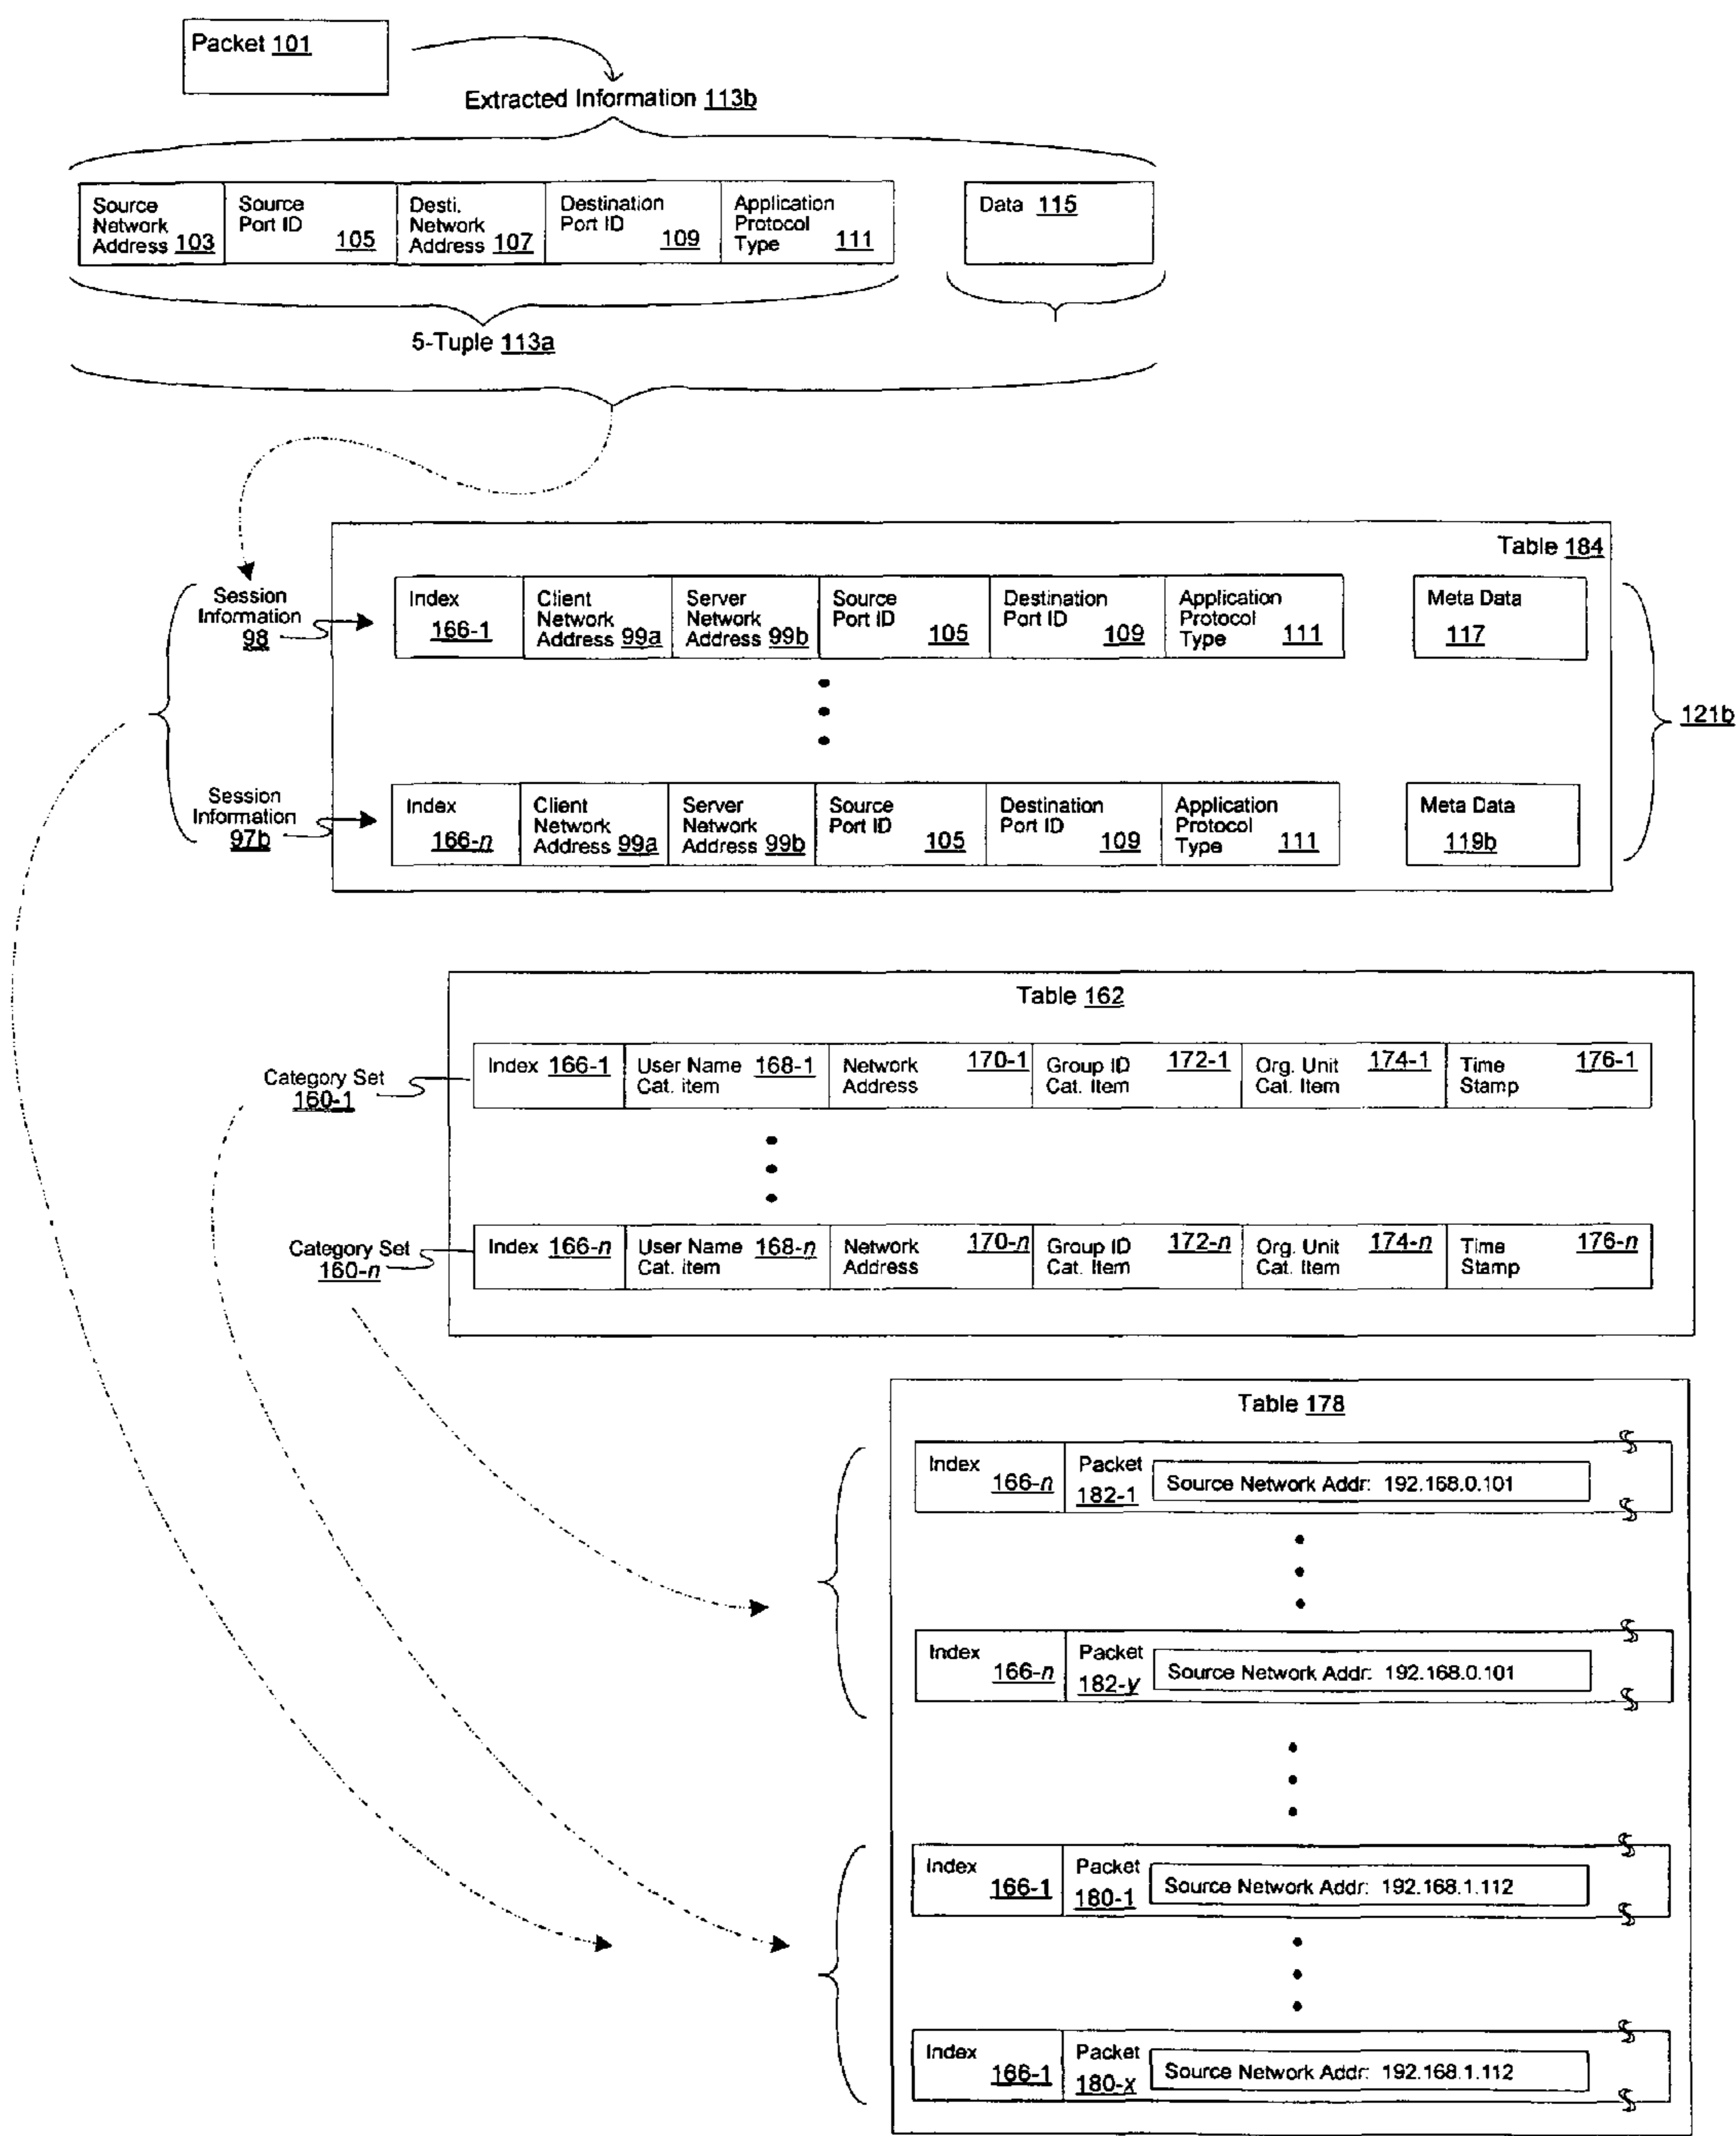 Packet 101
Extracted Information 113b
Source Network Address 103
Source Port ID 105
Desti. Network Address 107
Destination Port ID 109
Application Protocol Type 111
Data 115
5-Tuple 113a
Table 184
Session Information 98
Index 166-1
Client Network Address 99a
Server Network Address 99b
Source Port ID 105
Destination Port ID 109
Application Protocol Type 111
Meta Data 117
121b
Session Information 97b
Index 166-n
Client Network Address 99a
Server Network Address 99b
Source Port ID 105
Destination Port ID 109
Application Protocol Type 111
Meta Data 119b
Table 162
Category Set 160-1
Index 166-1
User Name Cat. item 168-1
Network Address 170-1
Group ID Cat. Item 172-1
Org. Unit Cat. Item 174-1
Time Stamp 176-1
Category Set 160-n
Index 166-n
User Name Cat. item 168-n
Network Address 170-n
Group ID Cat. Item 172-n
Org. Unit Cat. Item 174-n
Time Stamp 176-n
Table 178
Index 166-n
Packet 182-1
Source Network Addr: 192.168.0.101
Index 166-n
Packet 182-y
Source Network Addr: 192.168.0.101
Index 166-1
Packet 180-1
Source Network Addr: 192.168.1.112
Index 166-1
Packet 180-x
Source Network Addr: 192.168.1.112